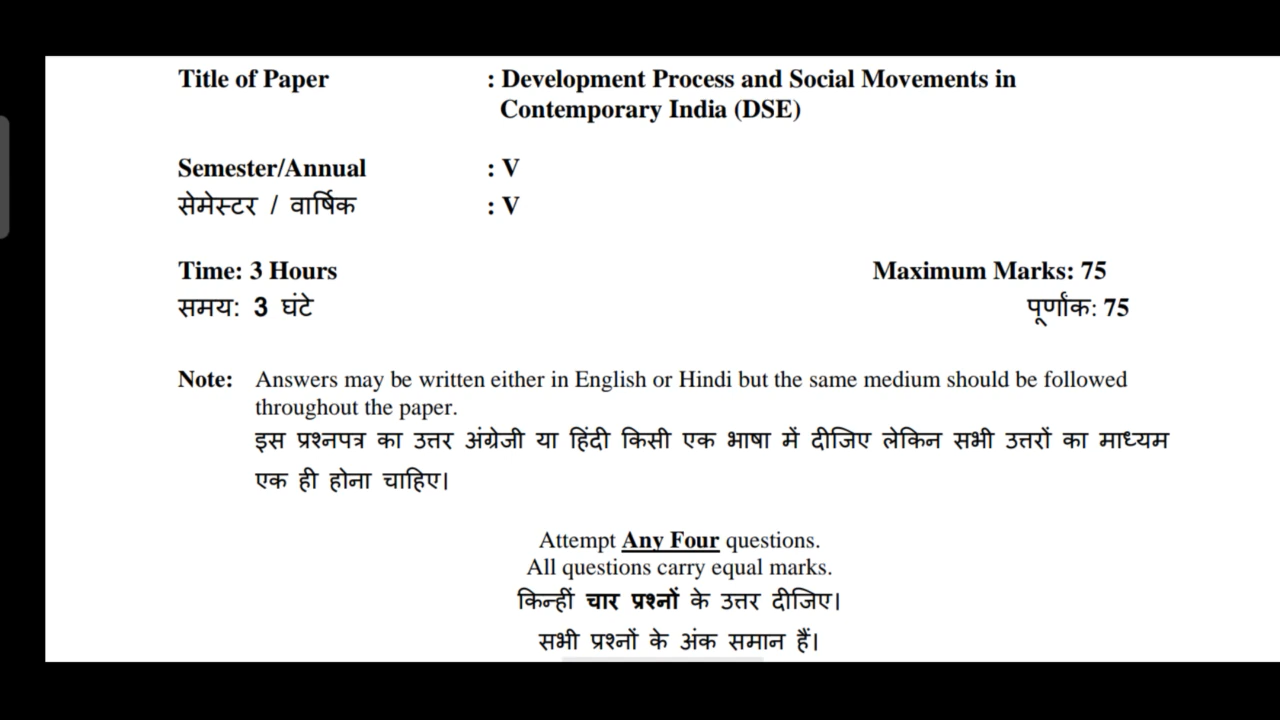 Title of Paper : Development Process and Social Movements in
Contemporary India (DSE)
Semester/Annual : V
सेमेस्टर / वार्षिक : V
Time: 3 Hours Maximum Marks: 75
समय: 3 घंटे पूर्णांक: 75
Note: Answers may be written either in English or Hindi but the same medium should be followed
throughout the paper.
इस प्रश्नपत्र का उत्तर अंग्रेजी या हिंदी किसी एक भाषा में दीजिए लेकिन सभी उत्तरों का माध्यम
एक ही होना चाहिए।
Attempt Any Four questions.
All questions carry equal marks.
किन्हीं चार प्रश्नों के उत्तर दीजिए।
सभी प्रश्नों के अंक समान हैं।